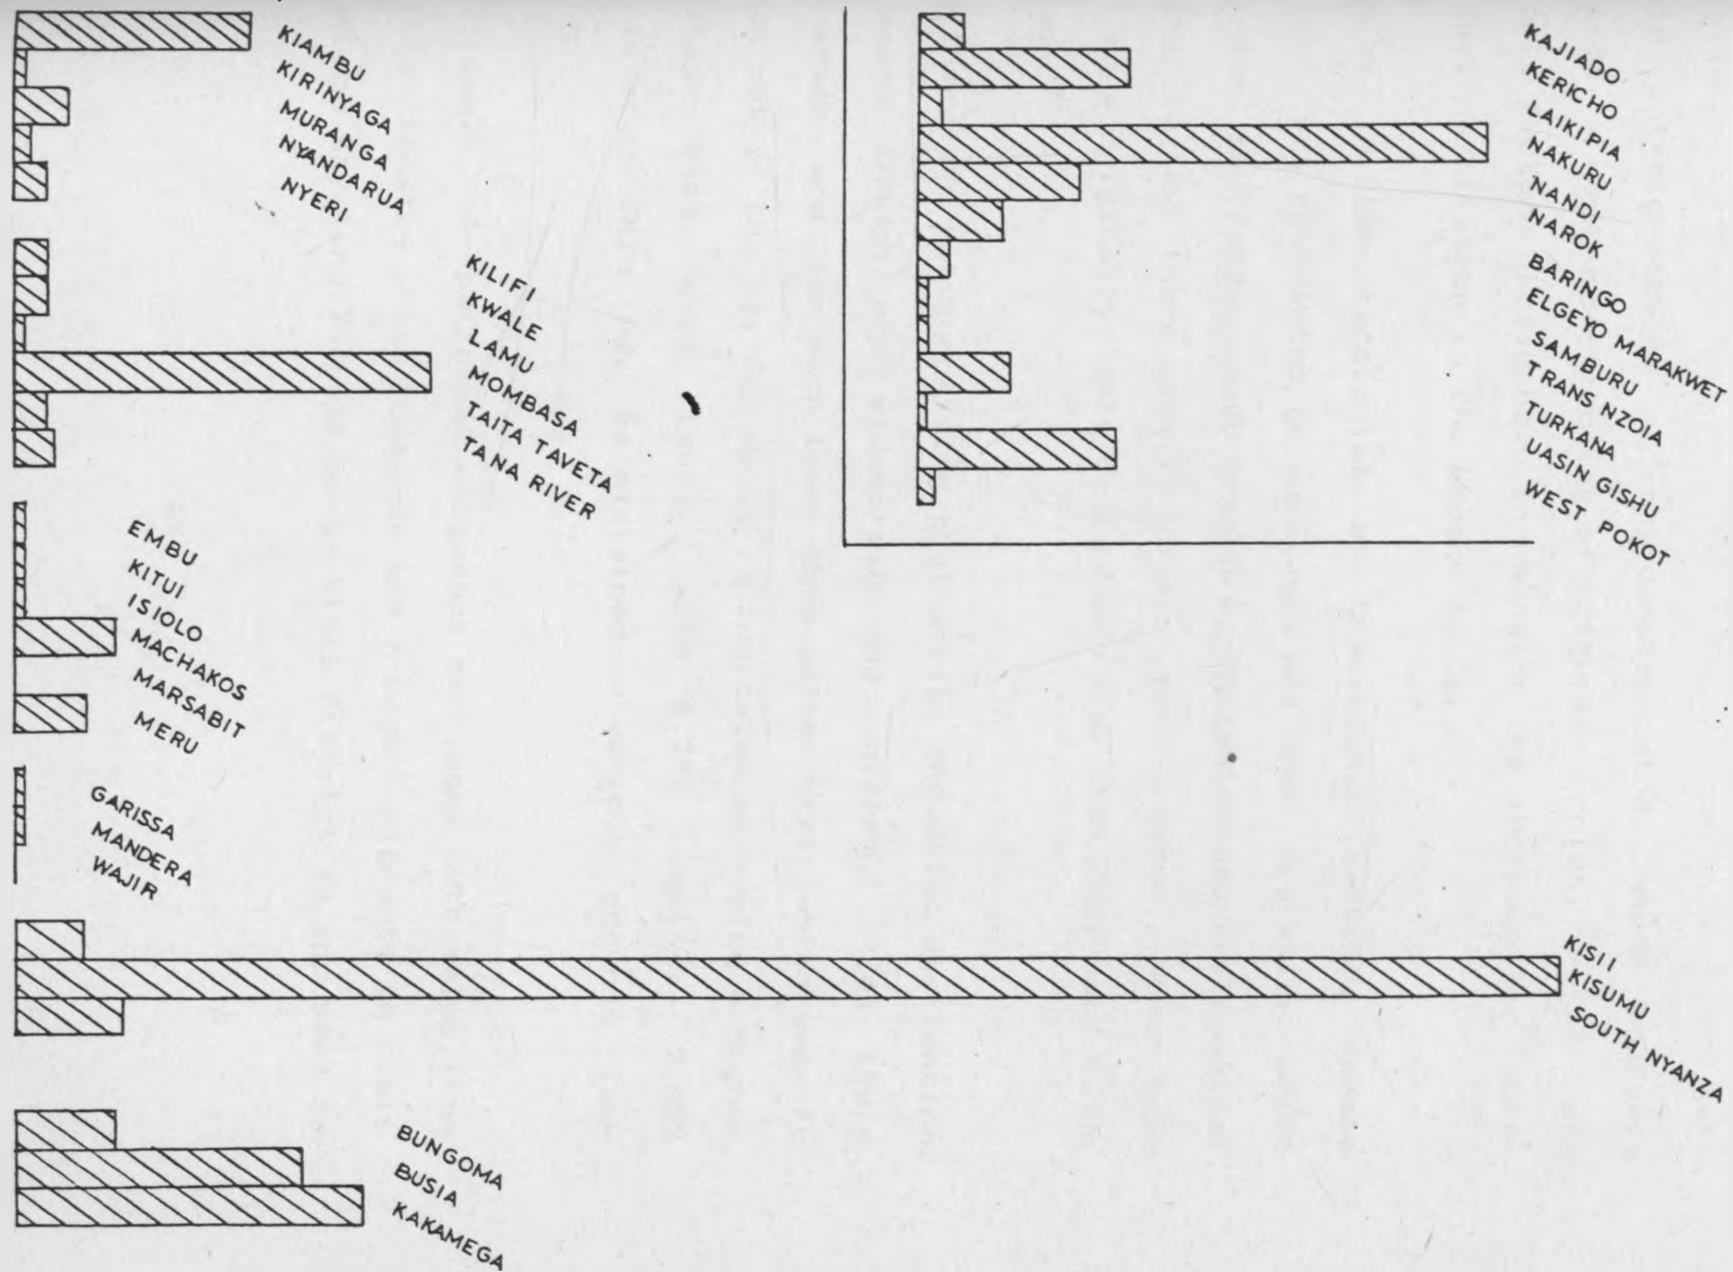 KIAMBU
KIRINYAGA
MURANGA
NYANDARUA
NYERI
KILIFI
KWALE
LAMU
MOMBASA
TAITA TAVETA
TANA RIVER
EMBU
KITUI
ISIOLO
MACHAKOS
MARSABIT
MERU
GARISSA
MANDERA
WAJIR
KISII
KISUMU
SOUTH NYANZA
BUNGOMA
BUSIA
KAKAMEGA
KAJIADO
KERICHO
LAIKIPIA
NAKURU
NANDI
NAROK
BARINGO
ELGEYO MARAKWET
SAMBURU
TRANS NZOIA
TURKANA
UASIN GISHU
WEST POKOT